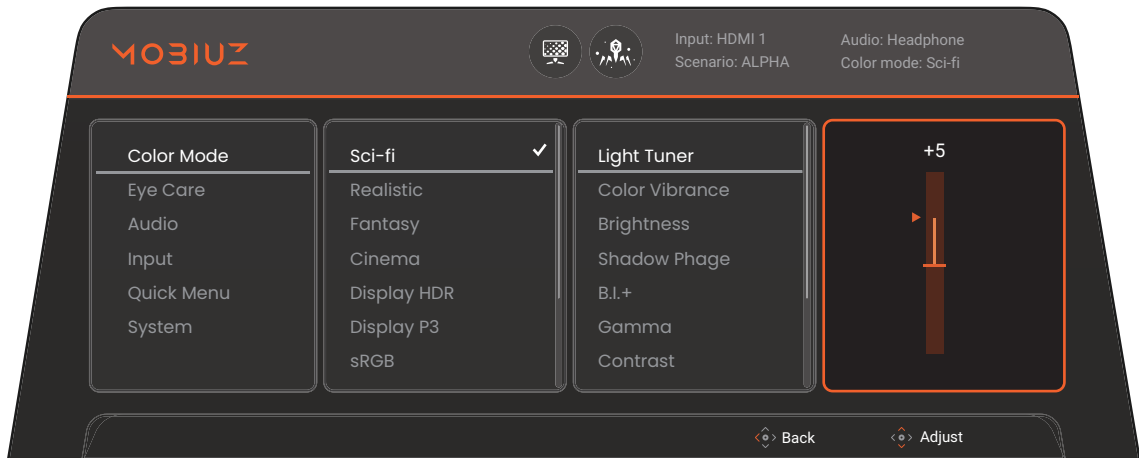 MOBIUZ
Input: HDMI 1
Scenario: ALPHA
Audio: Headphone
Color mode: Sci-fi
Color Mode
Eye Care
Audio
Input
Quick Menu
System
Sci-fi
Realistic
Fantasy
Cinema
Display HDR
Display P3
sRGB
Light Tuner
Color Vibrance
Brightness
Shadow Phage
B.I.+
Gamma
Contrast
+5
Back
Adjust